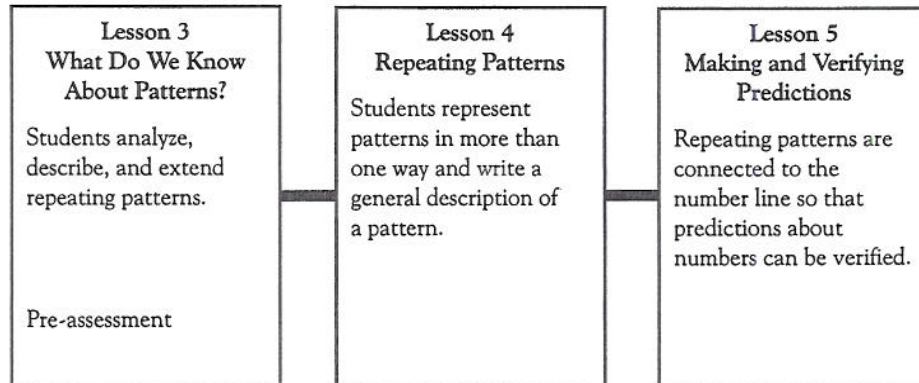 Lesson 3
What Do We Know
About Patterns?
Students analyze,
describe, and extend
repeating patterns.
Pre-assessment
Lesson 4
Repeating Patterns
Students represent
patterns in more than
one way and write a
general description of
a pattern.
Lesson 5
Making and Verifying
Predictions
Repeating patterns are
connected to the
number line so that
predictions about
numbers can be verified.